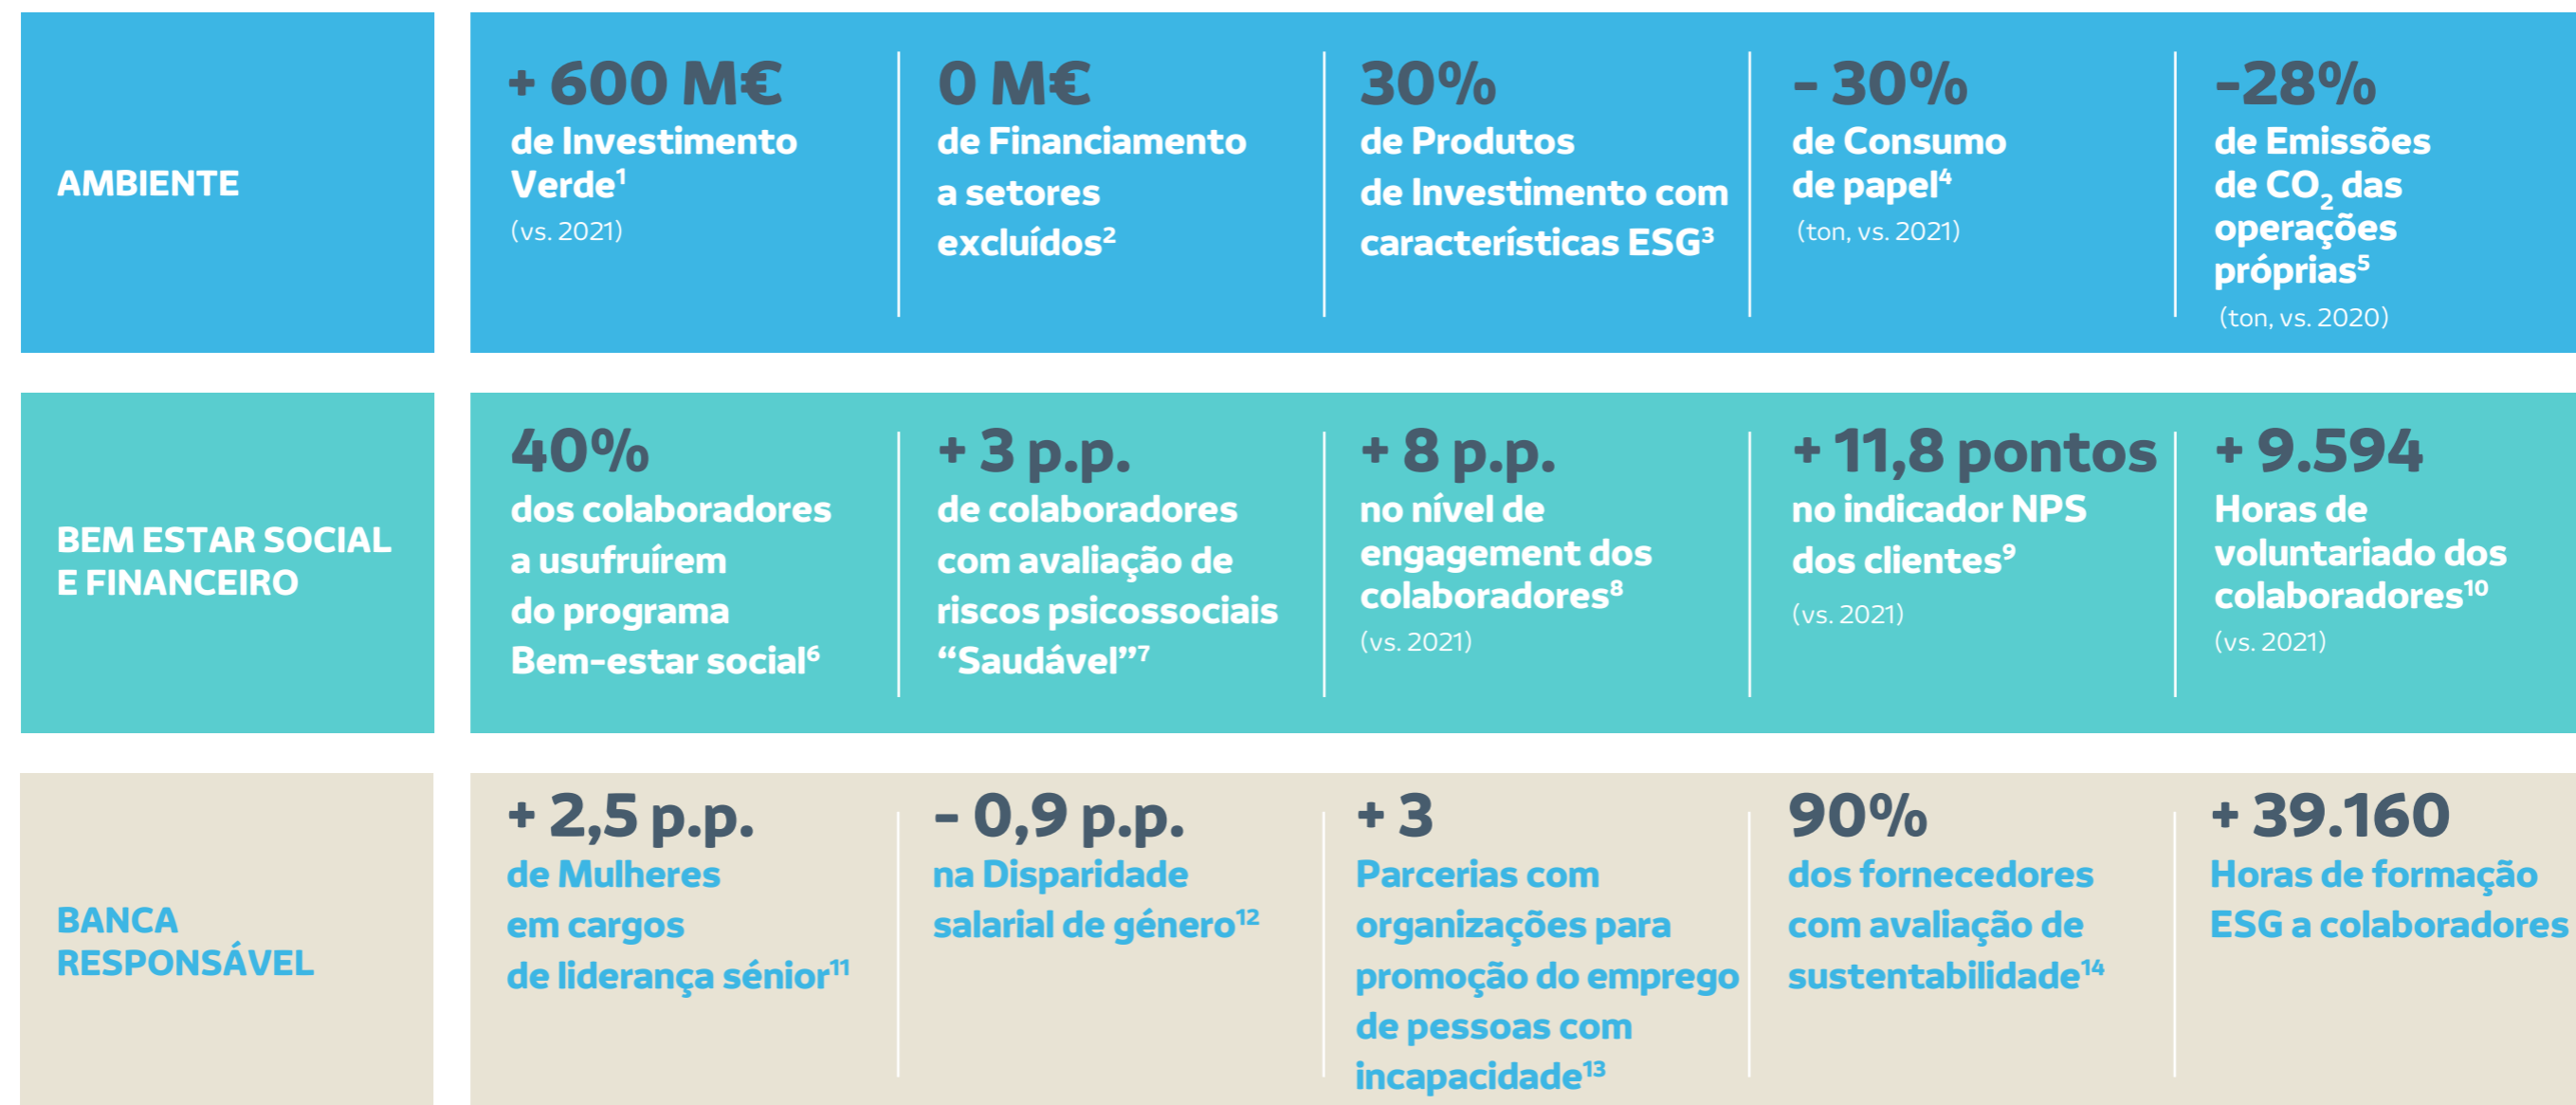 AMBIENTE
+ 600 M€
de Investimento
Verde¹
(vs. 2021)
0 M€
de Financiamento
a setores
excluídos²
30%
de Produtos
de Investimento com
características ESG³
- 30%
de Consumo
de papel⁴
(ton, vs. 2021)
-28%
de Emissões
de CO₂ das
operações
próprias⁵
(ton, vs. 2020)
BEM ESTAR SOCIAL
E FINANCEIRO
40%
dos colaboradores
a usufruírem
do programa
Bem-estar social⁶
+ 3 p.p.
de colaboradores
com avaliação de
riscos psicossociais
“Saudável”⁷
+ 8 p.p.
no nível de
engagement dos
colaboradores⁸
(vs. 2021)
+ 11,8 pontos
no indicador NPS
dos clientes⁹
(vs. 2021)
+ 9.594
Horas de
voluntariado dos
colaboradores¹⁰
(vs. 2021)
BANCA
RESPONSÁVEL
+ 2,5 p.p.
de Mulheres
em cargos
de liderança sénior¹¹
- 0,9 p.p.
na Disparidade
salarial de género¹²
+ 3
Parcerias com
organizações para
promoção do emprego
de pessoas com
incapacidade¹³
90%
dos fornecedores
com avaliação de
sustentabilidade¹⁴
+ 39.160
Horas de formação
ESG a colaboradores